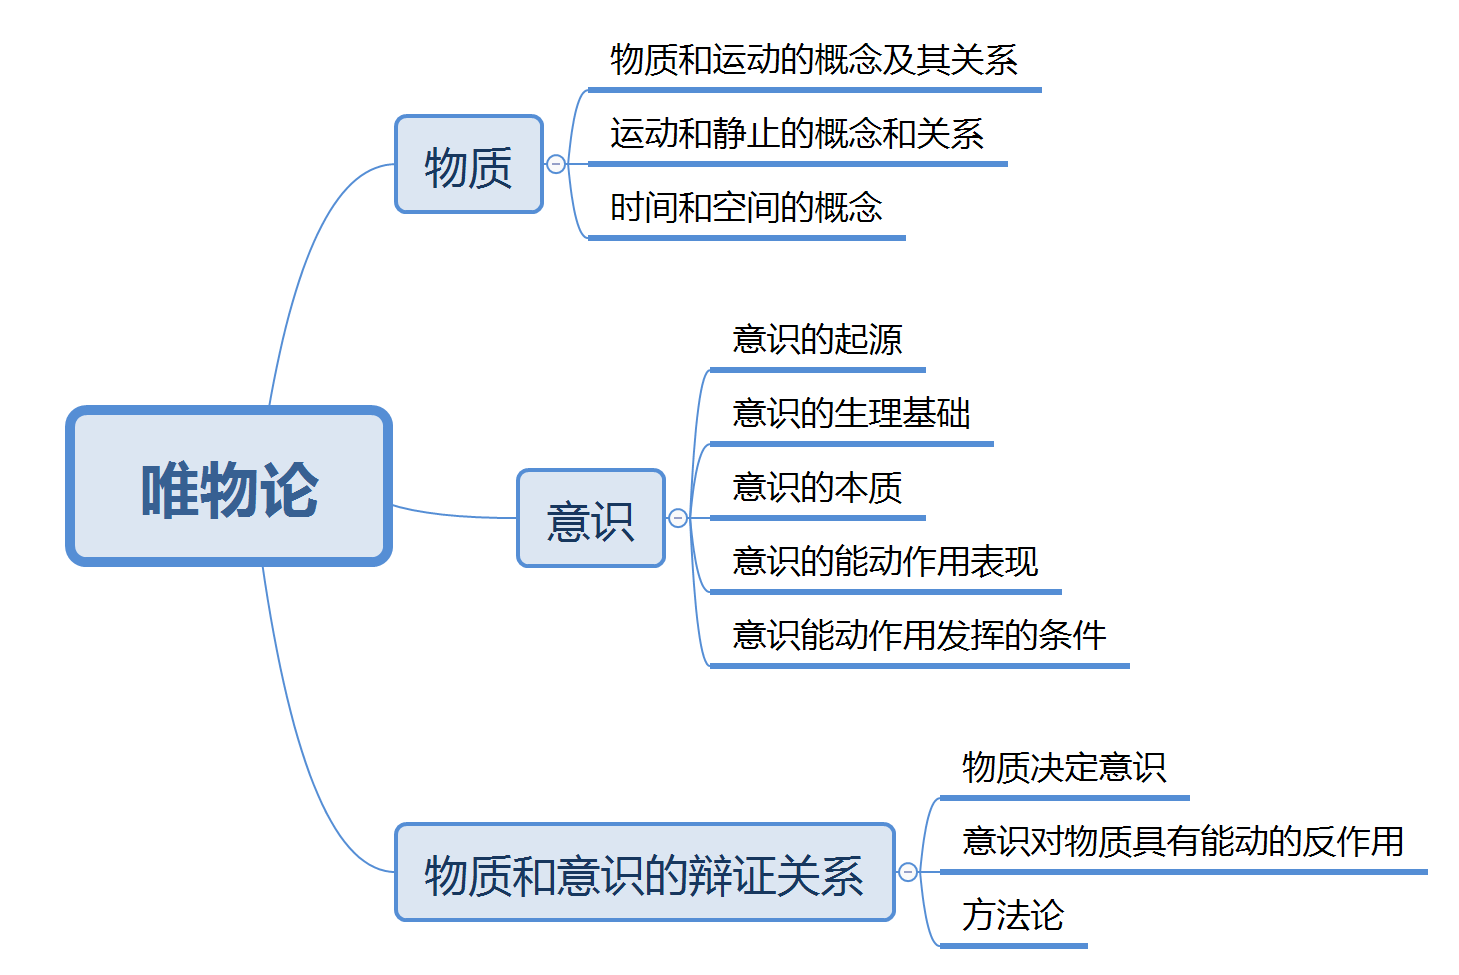 唯物论
物质
物质和运动的概念及其关系
运动和静止的概念和关系
时间和空间的概念
意识
意识的起源
意识的生理基础
意识的本质
意识的能动作用表现
意识能动作用发挥的条件
物质和意识的辩证关系
物质决定意识
意识对物质具有能动的反作用
方法论